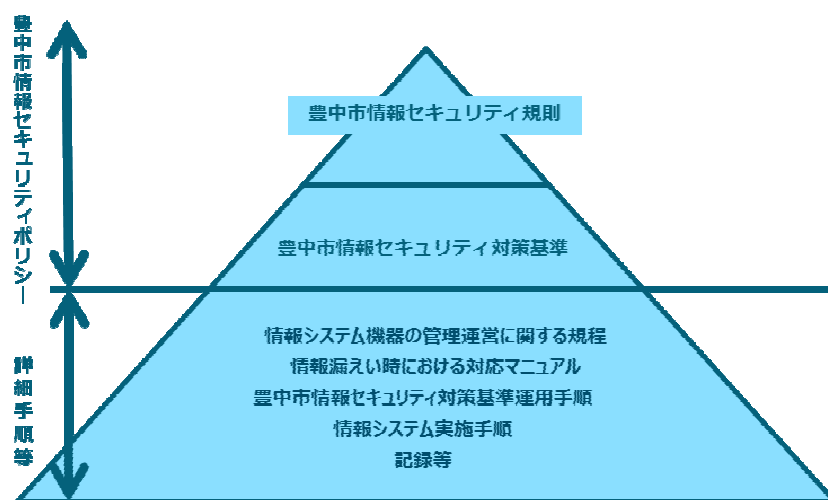 豊中市情報セキュリティポリシー
豊中市情報セキュリティ規則
豊中市情報セキュリティ対策基準
詳細手順等
情報システム機器の管理運営に関する規程
情報漏えい時における対応マニュアル
豊中市情報セキュリティ対策基準運用手順
情報システム実施手順
記録等